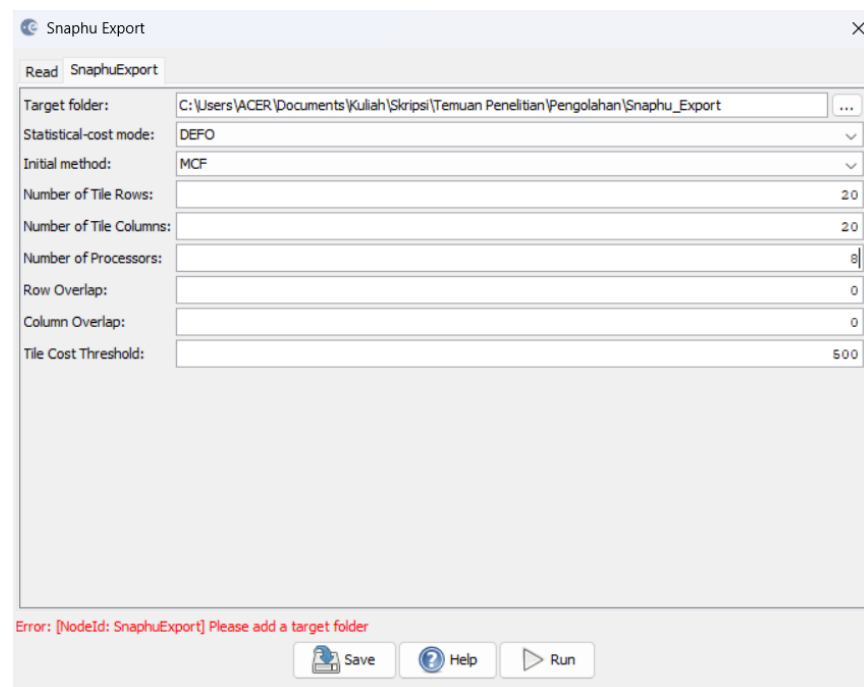 Snaphu Export
Read SnaphuExport
Target folder: C:\Users\ACER\Documents\Kuliah\Skripsi\Temuan Penelitian\Pengolahan\Snaphu_Export ...
Statistical-cost mode: DEFO
Initial method: MCF
Number of Tile Rows: 20
Number of Tile Columns: 20
Number of Processors: 8
Row Overlap: 0
Column Overlap: 0
Tile Cost Threshold: 500
Error: [NodeId: SnaphuExport] Please add a target folder
Save Help Run